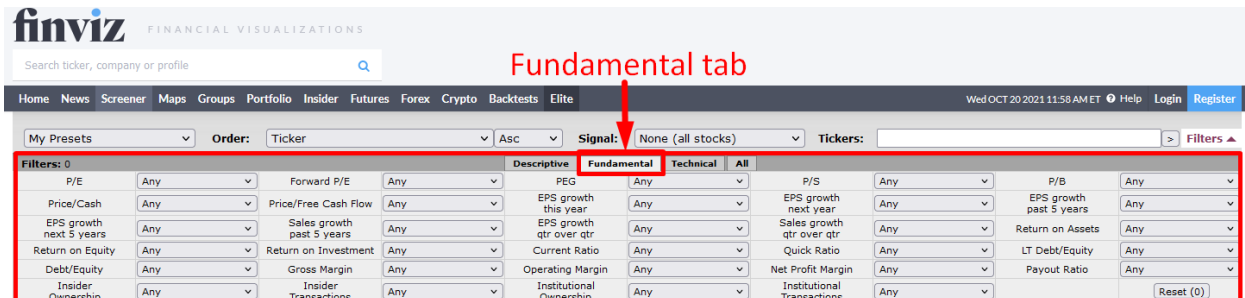 finviz FINANCIAL VISUALIZATIONS
Search ticker, company or profile
Fundamental tab
Home News Screener Maps Groups Portfolio Insider Futures Forex Crypto Backtests Elite Wed OCT 20 2021 11:58 AM ET Help Login Register
My Presets Order: Ticker Asc Signal: None (all stocks) Tickers: > Filters
Filters: 0 Descriptive Fundamental Technical All
P/E Any Forward P/E Any PEG Any P/S Any P/B Any
Price/Cash Any Price/Free Cash Flow Any EPS growth this year Any EPS growth next year Any EPS growth past 5 years Any
EPS growth next 5 years Any Sales growth past 5 years Any EPS growth qtr over qtr Any Sales growth qtr over qtr Any Return on Assets Any
Return on Equity Any Return on Investment Any Current Ratio Any Quick Ratio Any LT Debt/Equity Any
Debt/Equity Any Gross Margin Any Operating Margin Any Net Profit Margin Any Payout Ratio Any
Insider Ownership Any Insider Transactions Any Institutional Ownership Any Institutional Transactions Any Reset (0)